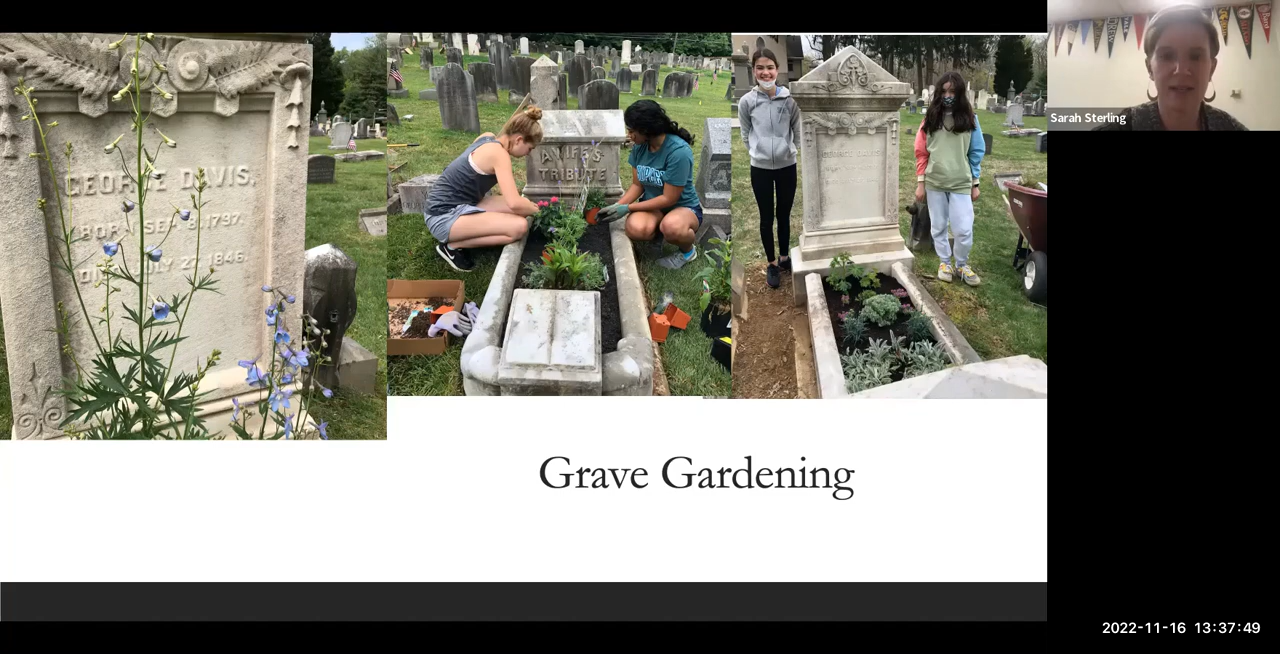 Sarah Sterling
GEORGE DAVIS.
BORN SEP. 8. 1797.
JULY 27, 1846.
A WIFE'S
TRIBUTE
Grave Gardening
2022-11-16 13:37:49